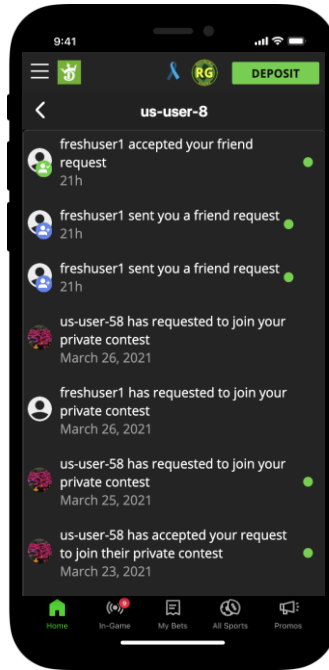 9:41
RG
DEPOSIT
us-user-8
freshuser1 accepted your friend
request
21h
freshuser1 sent you a friend request
21h
freshuser1 sent you a friend request
21h
us-user-58 has requested to join your
private contest
March 26, 2021
freshuser1 has requested to join your
private contest
March 26, 2021
us-user-58 has requested to join your
private contest
March 25, 2021
us-user-58 has accepted your request
to join their private contest
March 23, 2021
9
Home In-Game My Bets All Sports Promos